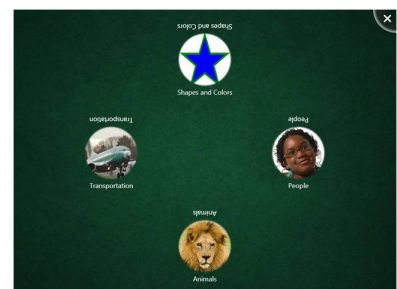 Shapes and Colors
Shapes and Colors
Transportation
People
Transportation
People
Animals
Animals